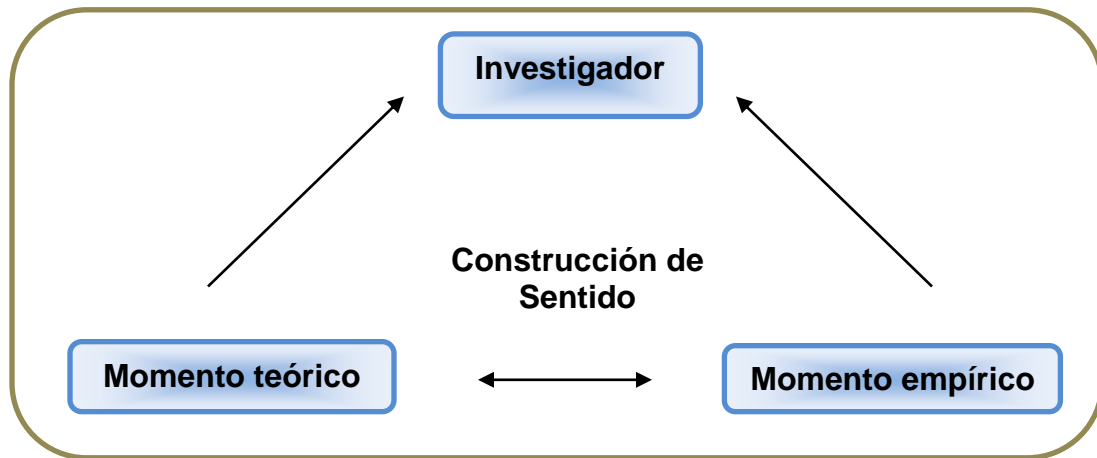 Investigador
Construcción de
Sentido
Momento teórico
Momento empírico